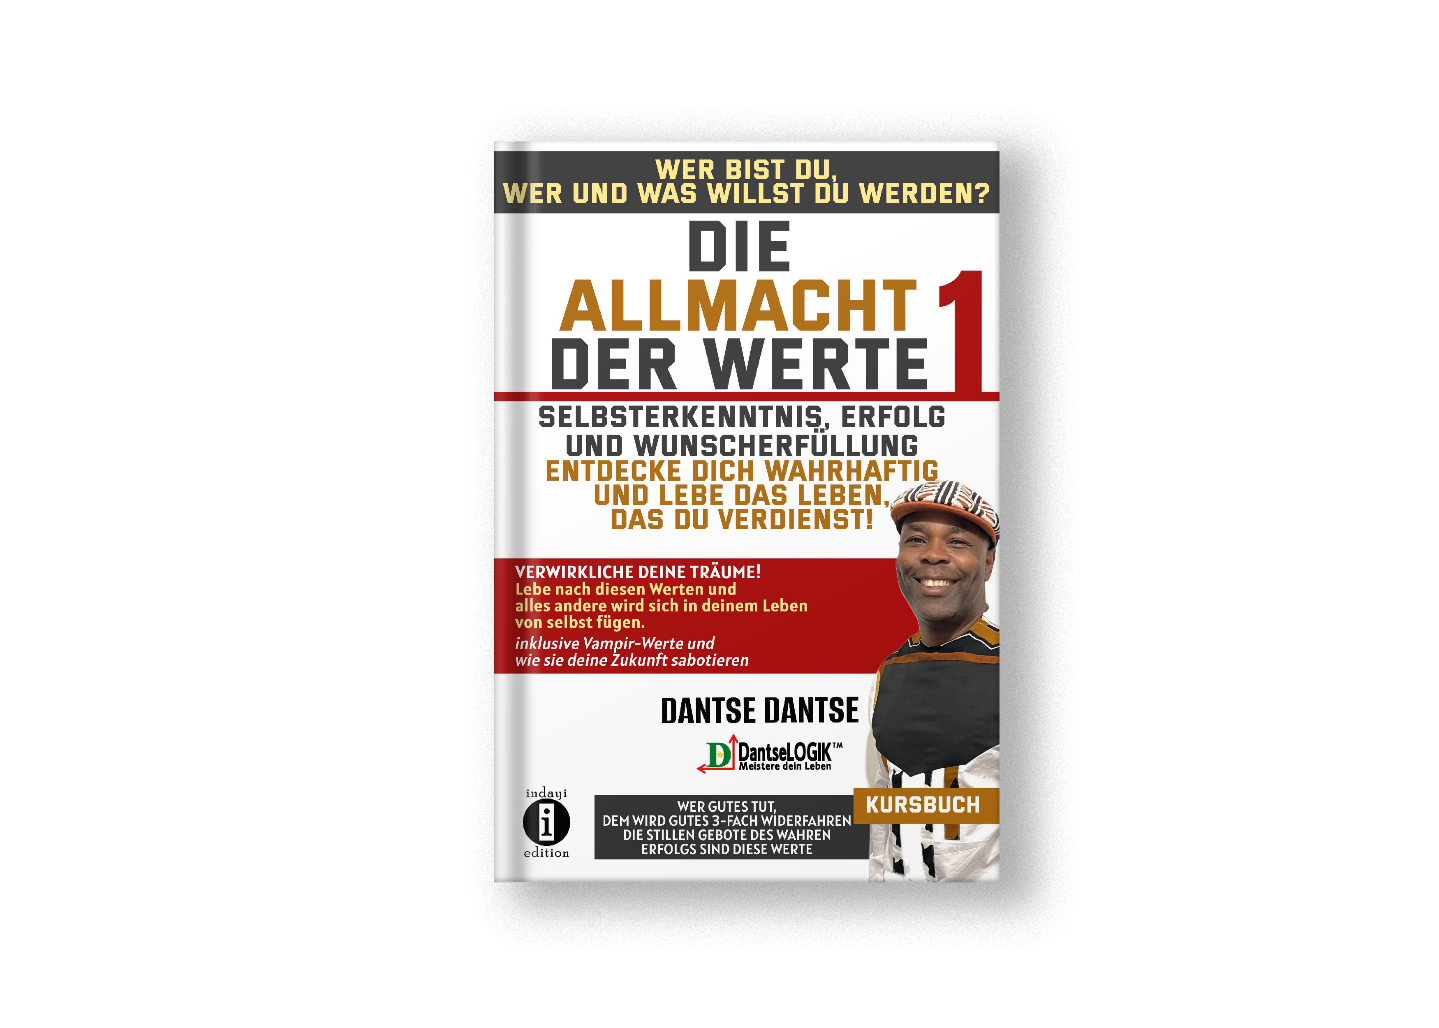 WER BIST DU,
WER UND WAS WILLST DU WERDEN?
DIE
ALLMACHT
DER WERTE 1
SELBSTERKENNTNIS, ERFOLG
UND WUNSCHERFÜLLUNG
ENTDECKE DICH WAHRHAFTIG
UND LEBE DAS LEBEN,
DAS DU VERDIENST!
VERWIRKLICHE DEINE TRÄUME!
Lebe nach diesen Werten und
alles andere wird sich in deinem Leben
von selbst fügen.
inklusive Vampir-Werte und
wie sie deine Zukunft sabotieren
DANTSE DANTSE
D DantseLOGIK™
Meistere dein Leben
indayi
i
edition
WER GUTES TUT,
DEM WIRD GUTES 3-FACH WIDERFAHREN
DIE STILLEN GEBOTE DES WAHREN
ERFOLGS SIND DIESE WERTE
KURSBUCH